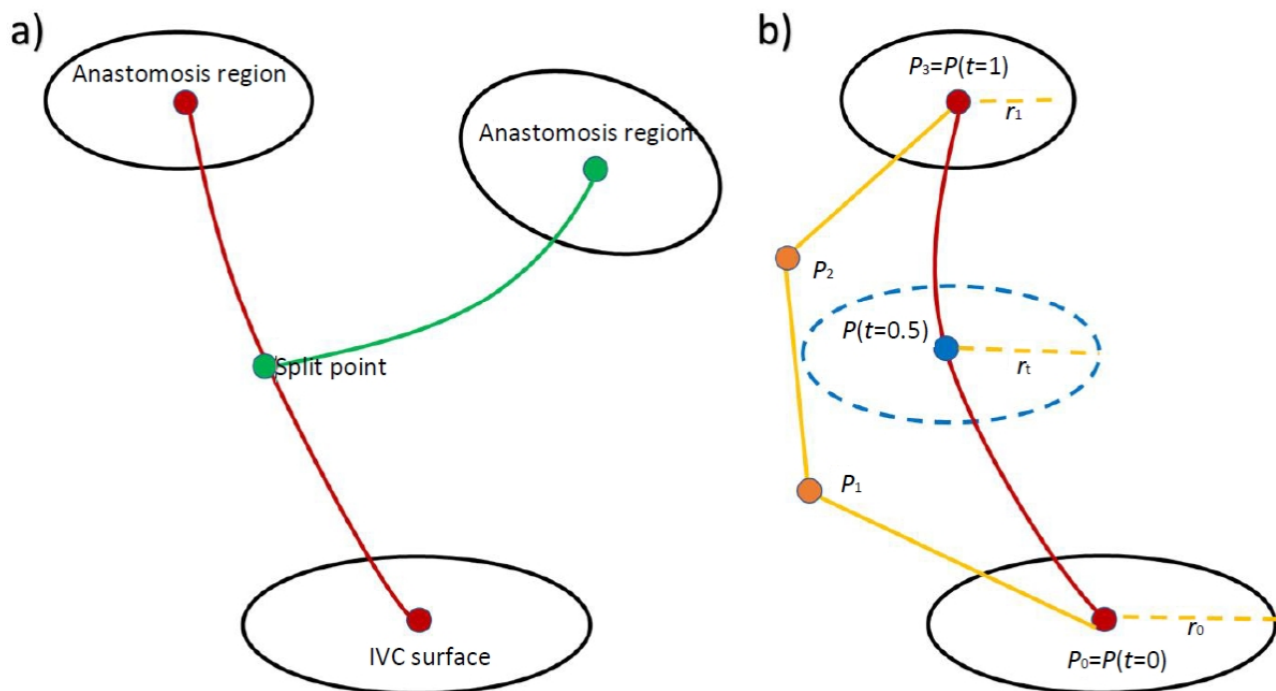 a)
Anastomosis region
Anastomosis region
Split point
IVC surface
b)
P₃=P(t=1)
r₁
P₂
P(t=0.5)
rₜ
P₁
r₀
P₀=P(t=0)